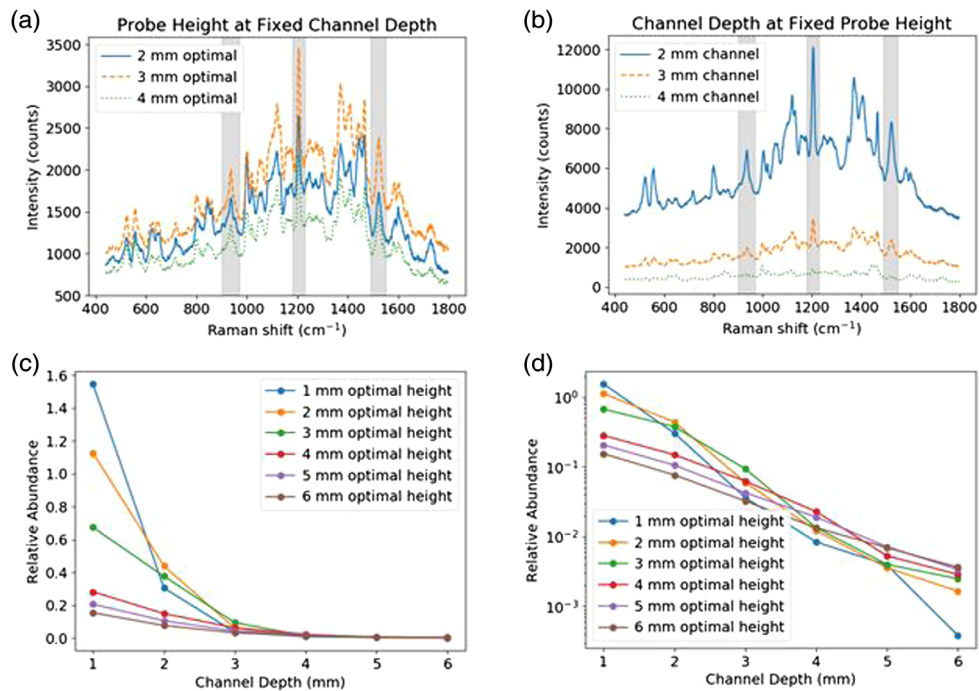 (a)
Probe Height at Fixed Channel Depth
3500
3000
2500
2000
1500
1000
500
Intensity (counts)
2 mm optimal
3 mm optimal
4 mm optimal
400 600 800 1000 1200 1400 1600 1800
Raman shift (cm⁻¹)
(b)
Channel Depth at Fixed Probe Height
12000
10000
8000
6000
4000
2000
0
Intensity (counts)
2 mm channel
3 mm channel
4 mm channel
400 600 800 1000 1200 1400 1600 1800
Raman shift (cm⁻¹)
(c)
1.6
1.4
1.2
1.0
0.8
0.6
0.4
0.2
0.0
Relative Abundance
1 mm optimal height
2 mm optimal height
3 mm optimal height
4 mm optimal height
5 mm optimal height
6 mm optimal height
1 2 3 4 5 6
Channel Depth (mm)
(d)
10⁰
10⁻¹
10⁻²
10⁻³
Relative Abundance
1 mm optimal height
2 mm optimal height
3 mm optimal height
4 mm optimal height
5 mm optimal height
6 mm optimal height
1 2 3 4 5 6
Channel Depth (mm)